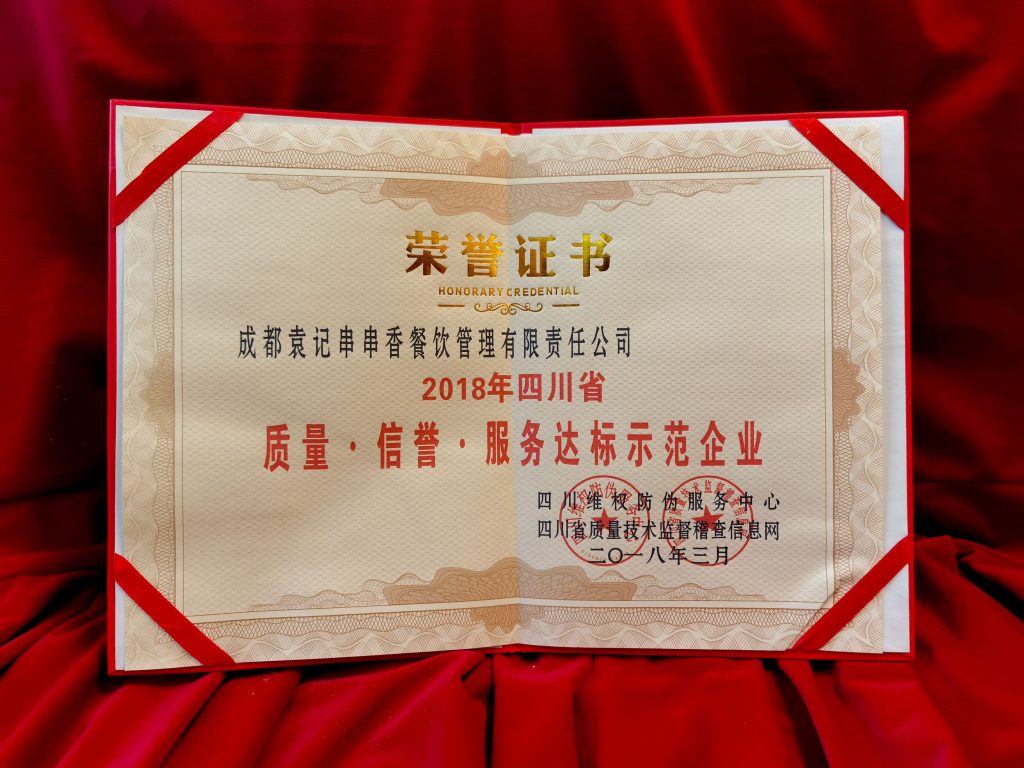 荣誉证书
HONORARY CREDENTIAL
成都袁记串串香餐饮管理有限责任公司
2018年四川省
质量·信誉·服务达标示范企业
四川维权防伪服务中心
四川省质量技术监督稽查信息网
二〇一八年三月